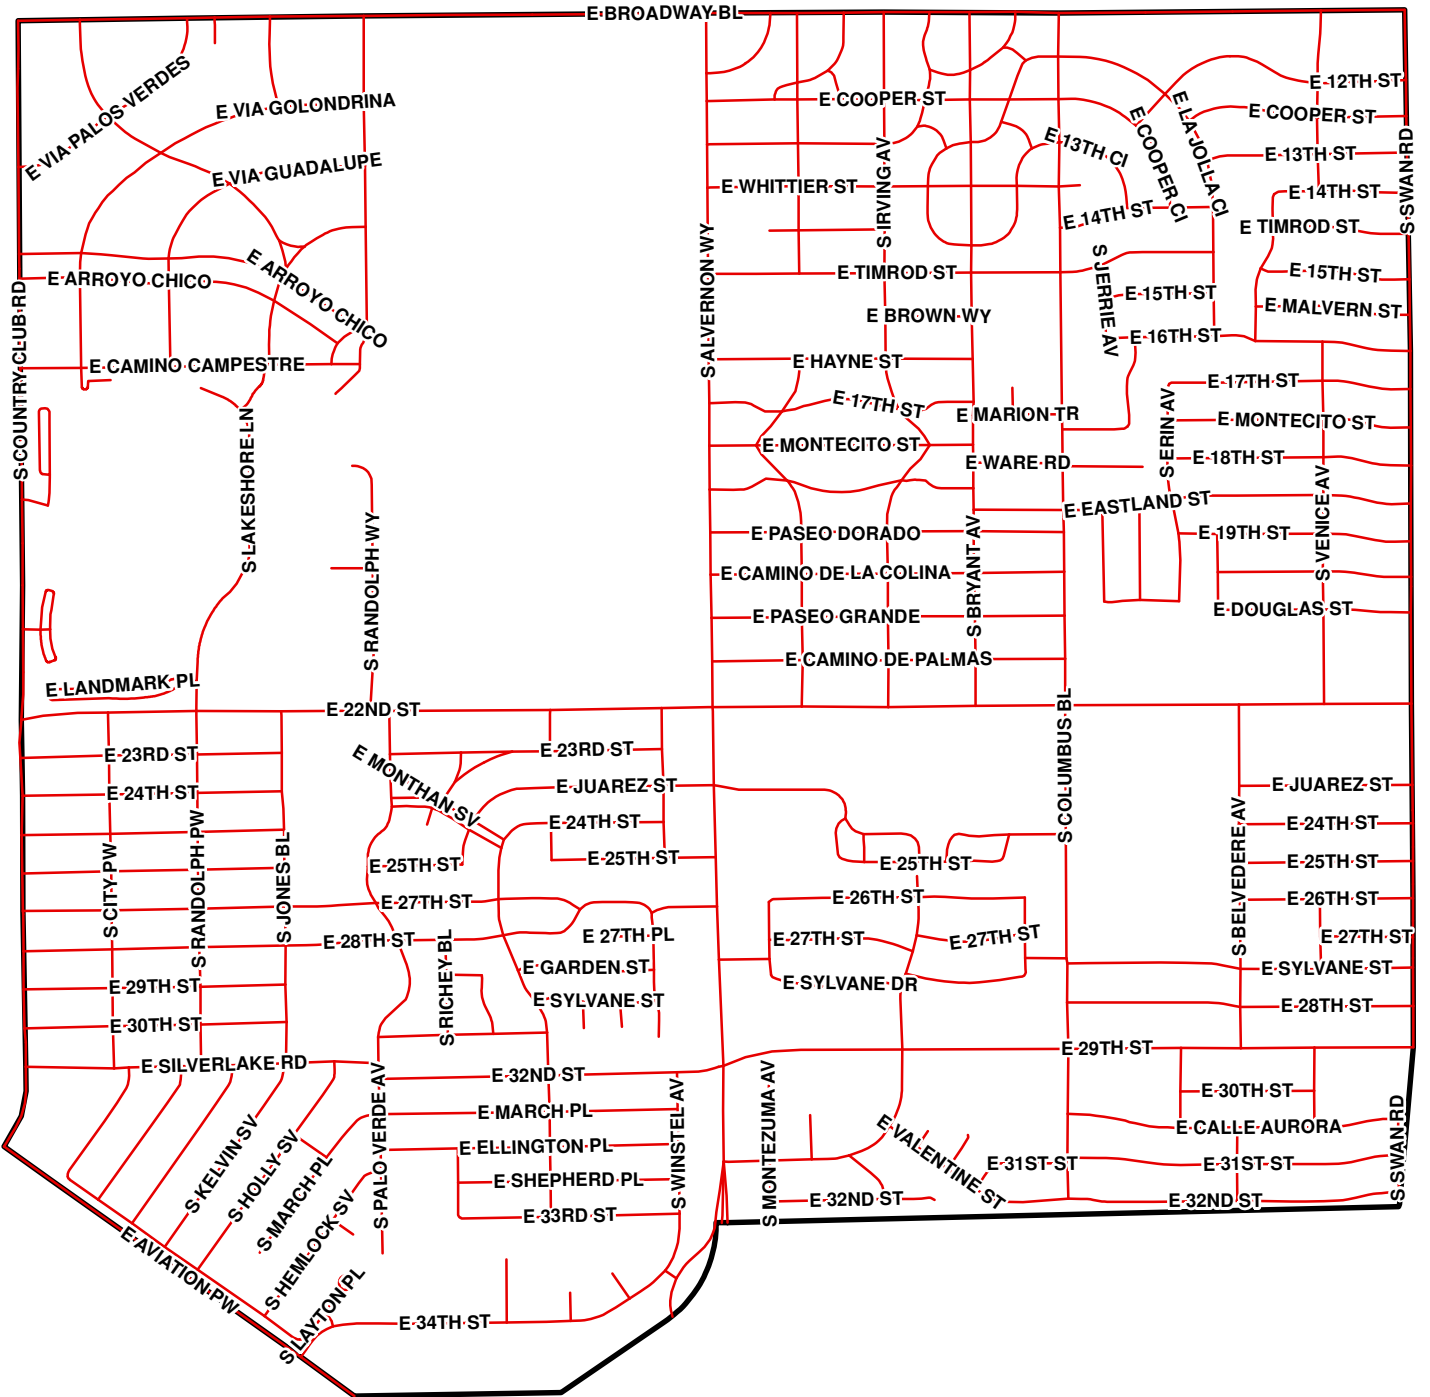 E BROADWAY BL
E VIA PALOS VERDES
E VIA GOLONDRINA
E VIA GUADALUPE
E COOPER ST
E 12TH ST
E COOPER ST
E LA JOLLA CI
E COOPER CI
E 13TH CI
E 13TH ST
S SWAN RD
E WHITTIER ST
S IRVING AV
E 14TH ST
E 14TH ST
E TIMROD ST
S ALVERNON WY
E ARROYO CHICO
E ARROYO CHICO
E TIMROD ST
S JERRIE AV
E 15TH ST
E 15TH ST
E MALVERN ST
E BROWN WY
E 16TH ST
S COUNTRY CLUB RD
E CAMINO CAMPESTRE
E HAYNE ST
E 17TH ST
E 17TH ST
E MARION TR
S ERIN AV
E MONTECITO ST
E MONTECITO ST
E WARE RD
E 18TH ST
S LAKESHORE LN
S RANDOLPH WY
E EASTLAND ST
S VENICE AV
E PASEO DORADO
S BRYANT AV
E 19TH ST
E CAMINO DE LA COLINA
E PASEO GRANDE
E DOUGLAS ST
E CAMINO DE PALMAS
E LANDMARK PL
E 22ND ST
S COLUMBUS BL
E 23RD ST
E MONTHAN SV
E 23RD ST
E JUAREZ ST
E JUAREZ ST
E 24TH ST
E 24TH ST
E 24TH ST
S CITY PW
S RANDOLPH PW
S JONES BL
E 25TH ST
E 25TH ST
E 25TH ST
E 25TH ST
S BELVEDERE AV
E 27TH ST
E 26TH ST
E 26TH ST
E 28TH ST
S RICHEY BL
E 27TH PL
E 27TH ST
E 27TH ST
E 27TH ST
E GARDEN ST
E SYLVANE ST
E SYLVANE DR
E SYLVANE ST
E 29TH ST
E 28TH ST
E 30TH ST
E 29TH ST
E SILVERLAKE RD
S PALO VERDE AV
E 32ND ST
S WINSTEL AV
S MONTEZUMA AV
E 30TH ST
E MARCH PL
E CALLE AURORA
S SWAN RD
E ELLINGTON PL
E VALENTINE ST
E 31ST ST
E 31ST ST
S KELVIN SV
S HOLLY SV
S MARCH PL
E SHEPHERD PL
E 32ND ST
E 32ND ST
E 33RD ST
S HEMLOCK SV
E AVIATION PW
S LAYTON PL
E 34TH ST